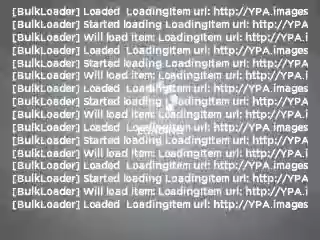 [BulkLoader] Loaded LoadingItem url: http://YPA.images
[BulkLoader] Started loading LoadingItem url: http://YPA
[BulkLoader] Will load item: LoadingItem url: http://YPA.i
[BulkLoader] Loaded LoadingItem url: http://YPA.images
[BulkLoader] Started loading LoadingItem url: http://YPA
[BulkLoader] Will load item: LoadingItem url: http://YPA.i
[BulkLoader] Loaded LoadingItem url: http://YPA.images
[BulkLoader] Started loading LoadingItem url: http://YPA
[BulkLoader] Will load item: LoadingItem url: http://YPA.i
[BulkLoader] Loaded LoadingItem url: http://YPA.images
[BulkLoader] Started loading LoadingItem url: http://YPA
[BulkLoader] Will load item: LoadingItem url: http://YPA.i
[BulkLoader] Loaded LoadingItem url: http://YPA.images
[BulkLoader] Started loading LoadingItem url: http://YPA
[BulkLoader] Will load item: LoadingItem url: http://YPA.i
[BulkLoader] Loaded LoadingItem url: http://YPA.images